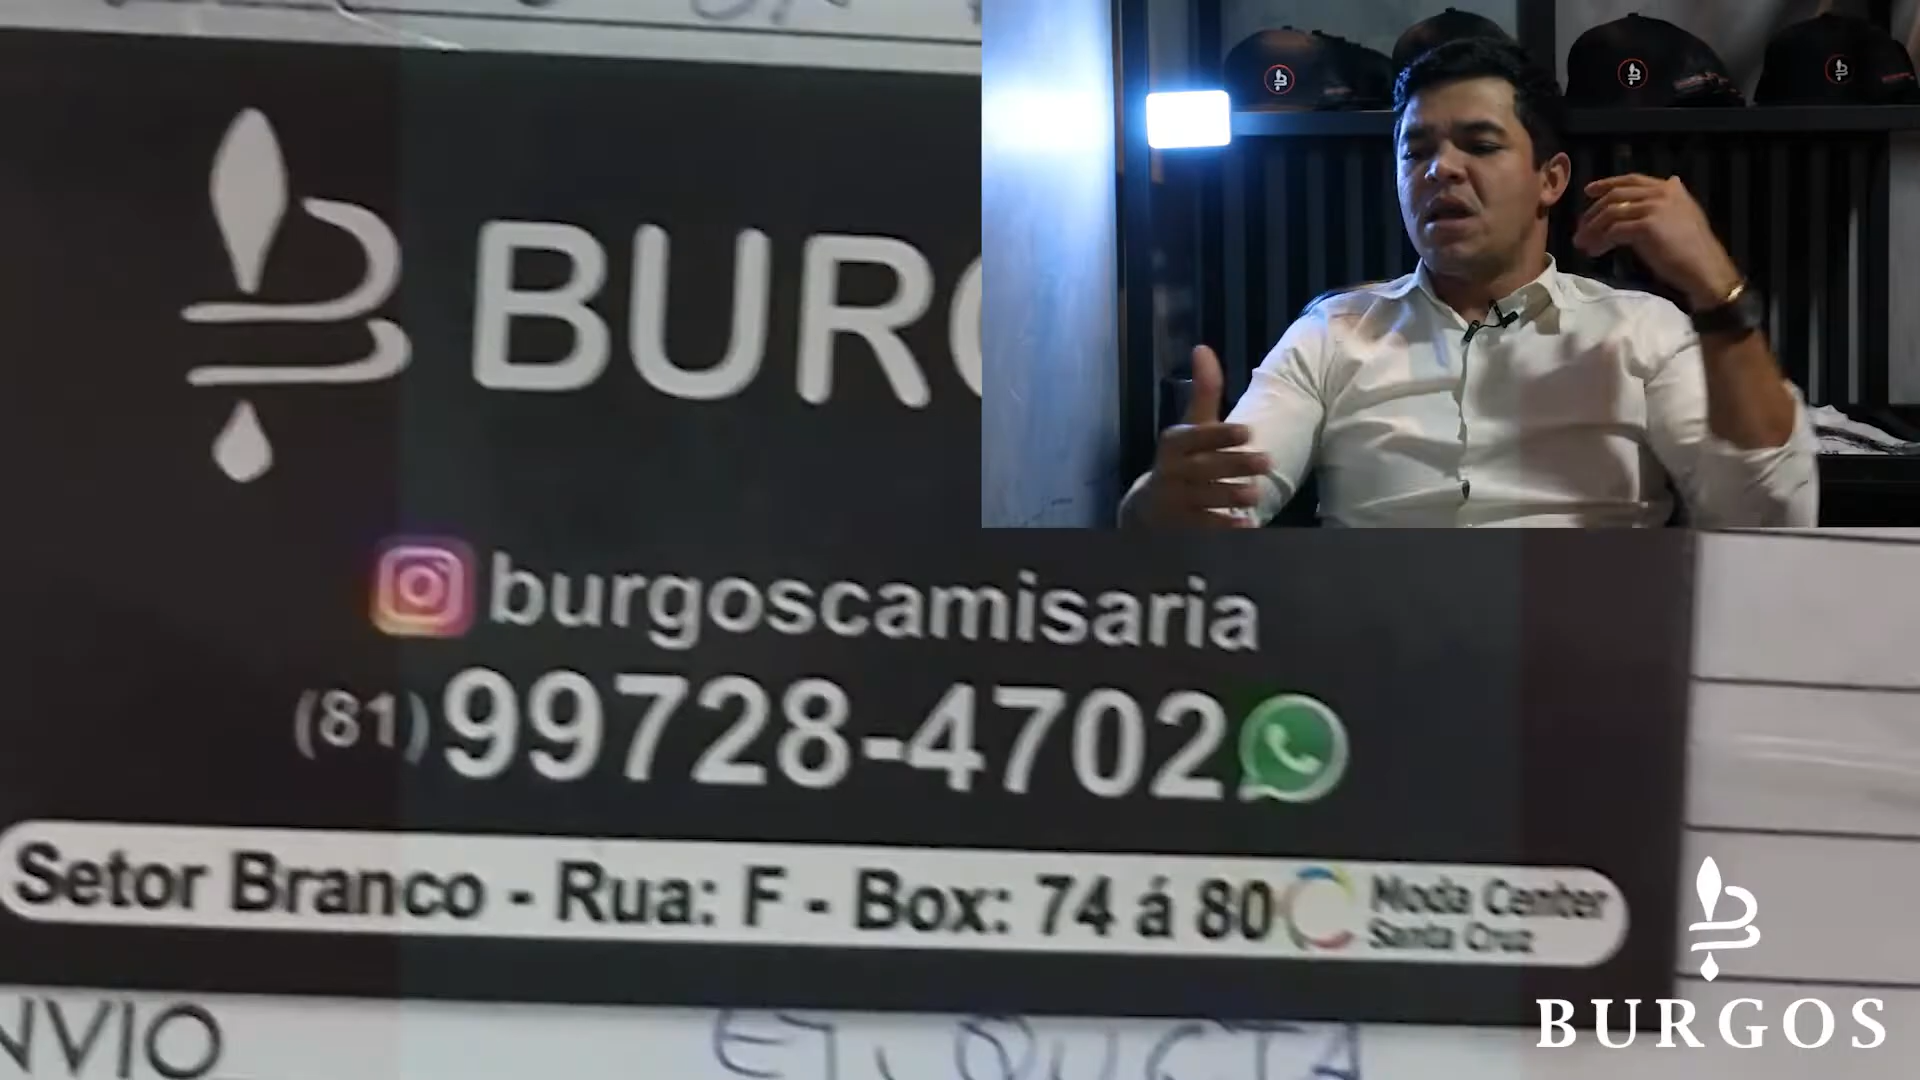 BURG
burgoscamisaria
(81) 99728-4702
Setor Branco - Rua: F - Box: 74 á 80 Moda Center
Santa Cruz
BURGOS
NVIO